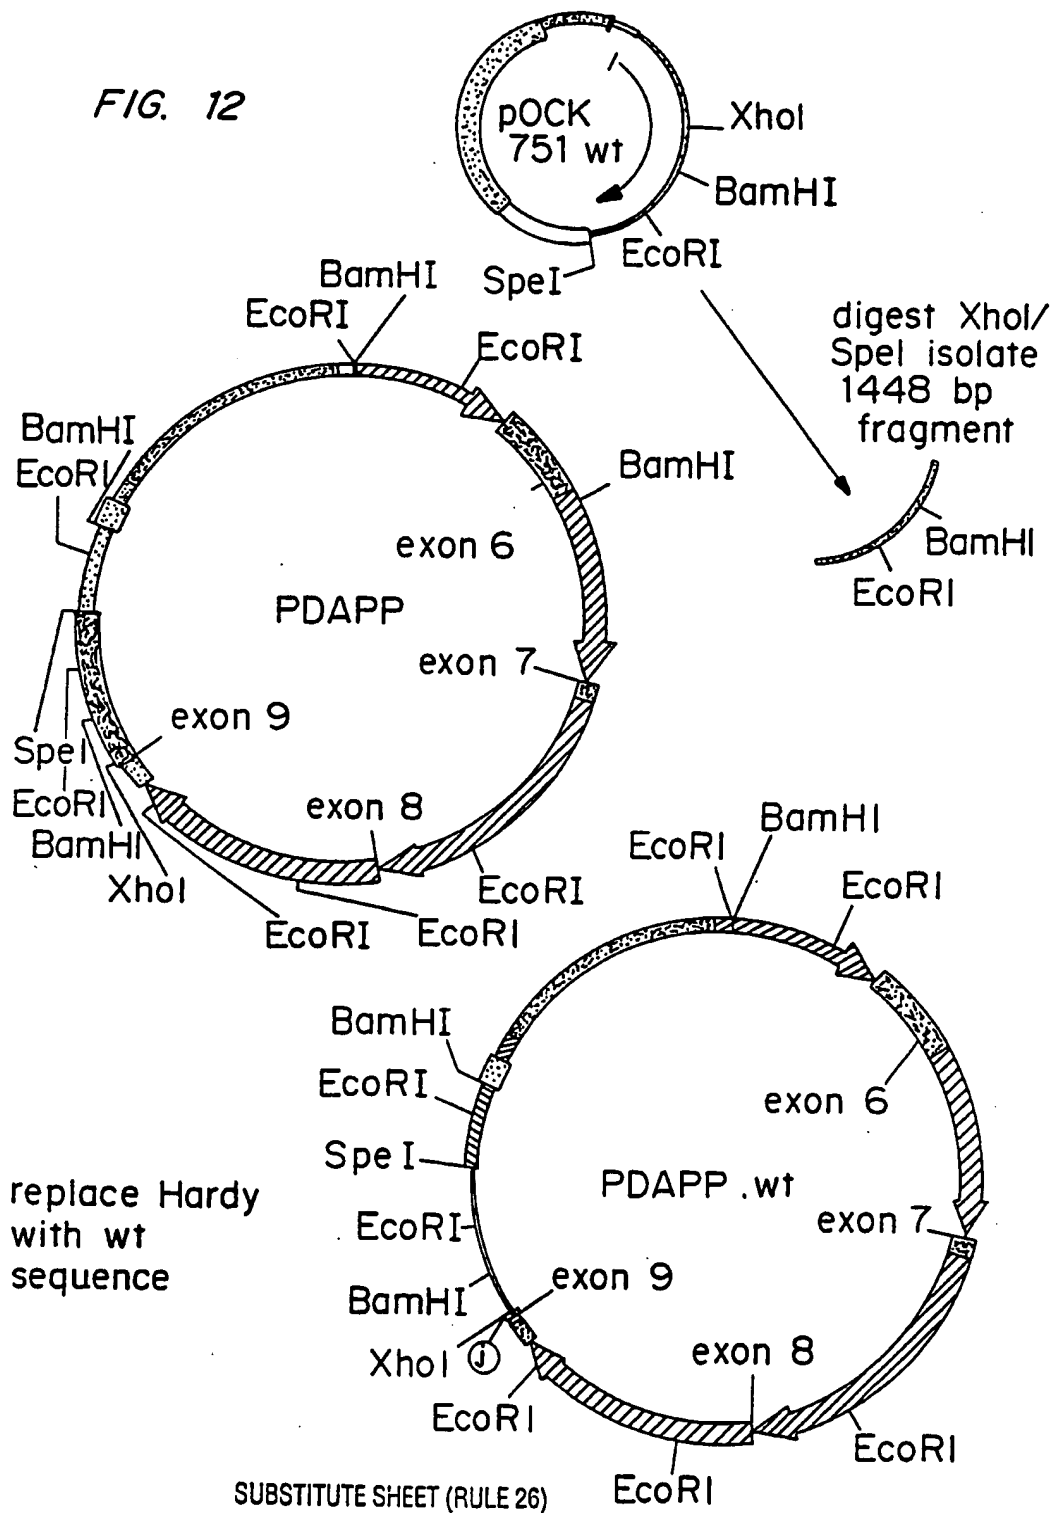 FIG. 12
pOCK
751 wt
XhoI
BamHI
EcoRI
SpeI
digest XhoI/
SpeI isolate
1448 bp
fragment
BamHI
EcoRI
BamHI
EcoRI
EcoRI
BamHI
EcoRI
BamHI
exon 6
PDAPP
exon 7
exon 9
SpeI
EcoRI
BamHI
XhoI
exon 8
EcoRI
EcoRI
EcoRI
BamHI
EcoRI
EcoRI
BamHI
EcoRI
exon 6
Spe I
PDAPP.wt
replace Hardy
with wt
sequence
EcoRI
exon 7
BamHI
exon 9
XhoI
j
exon 8
EcoRI
EcoRI
EcoRI
SUBSTITUTE SHEET (RULE 26)